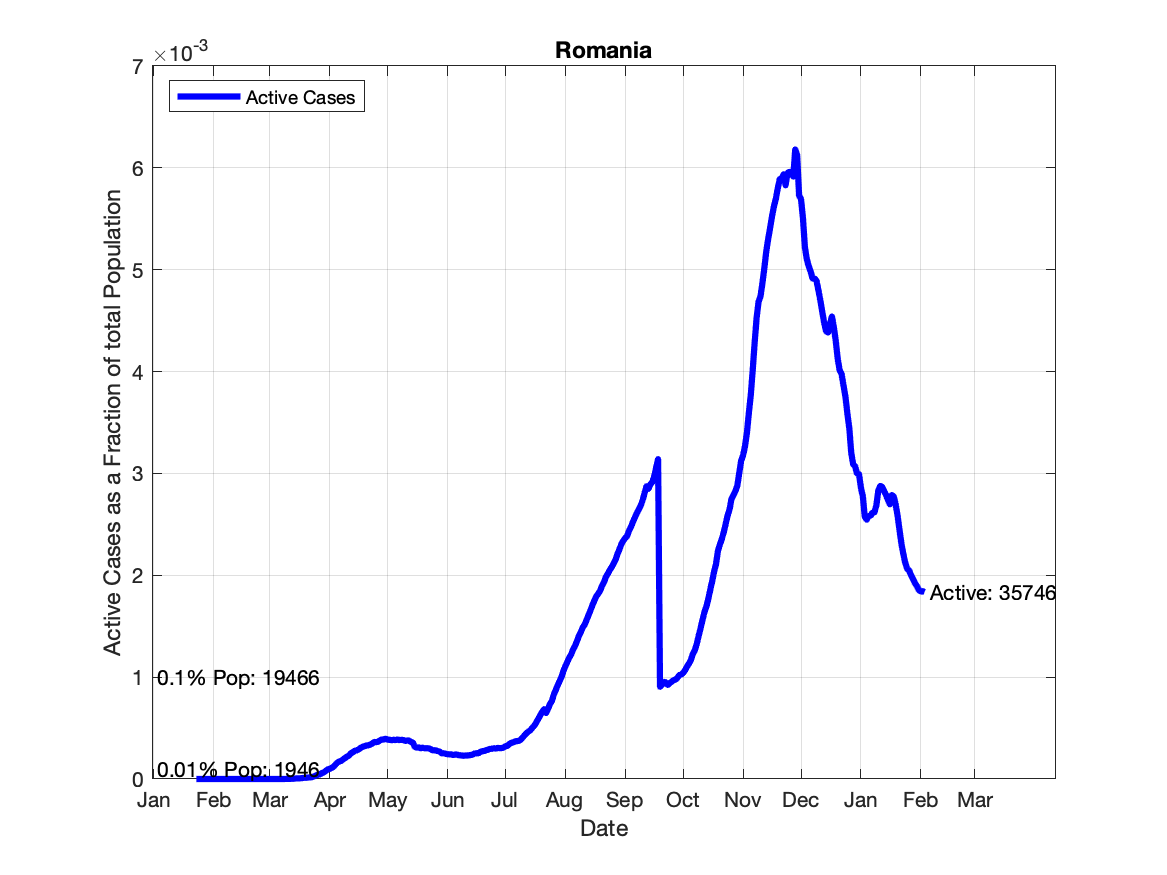 Romania
×10-3
7
Active Cases
6
5
4
3
2
1
0
Active Cases as a Fraction of total Population
Active: 35746
0.1% Pop: 19466
0.01% Pop: 1946
Jan Feb Mar Apr May Jun Jul Aug Sep Oct Nov Dec Jan Feb Mar
Date